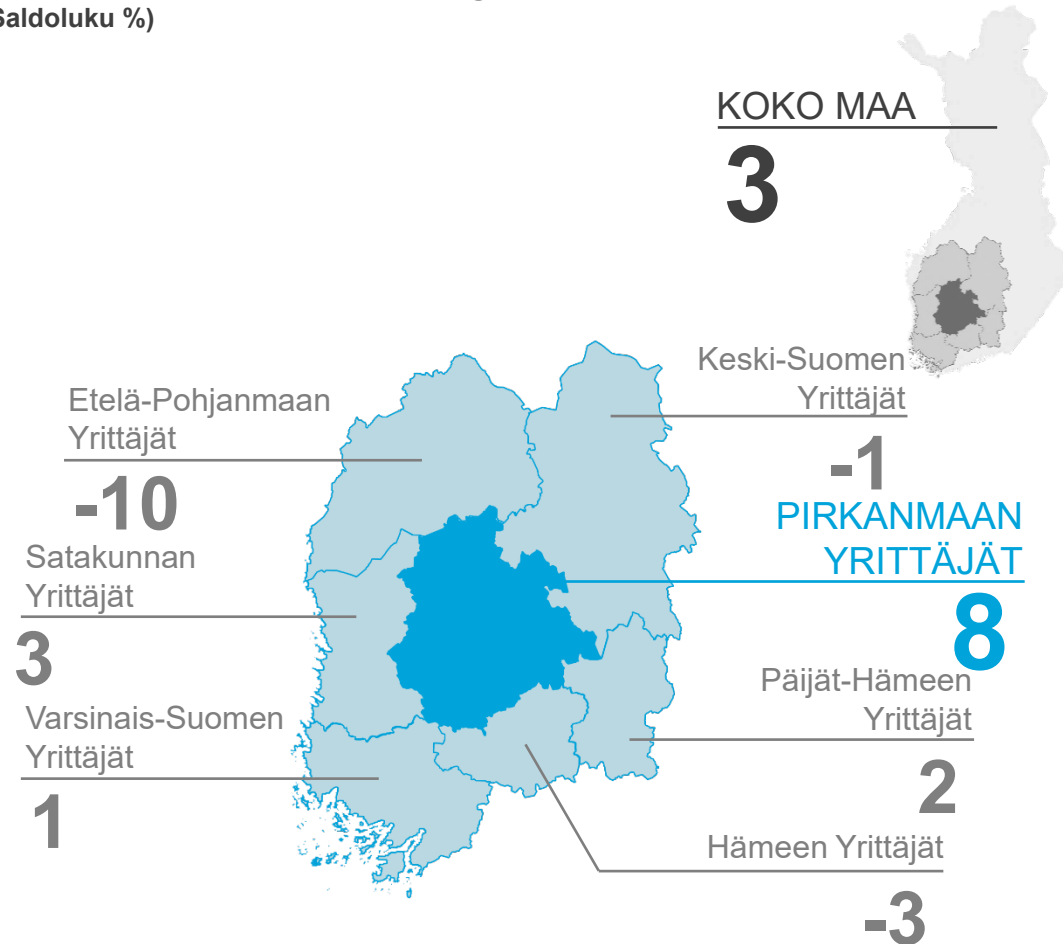 Saldoluku %)
KOKO MAA
3
Keski-Suomen
Yrittäjät
-1
Etelä-Pohjanmaan
Yrittäjät
-10
PIRKANMAAN
YRITTÄJÄT
8
Satakunnan
Yrittäjät
3
Päijät-Hämeen
Yrittäjät
2
Varsinais-Suomen
Yrittäjät
1
Hämeen Yrittäjät
-3